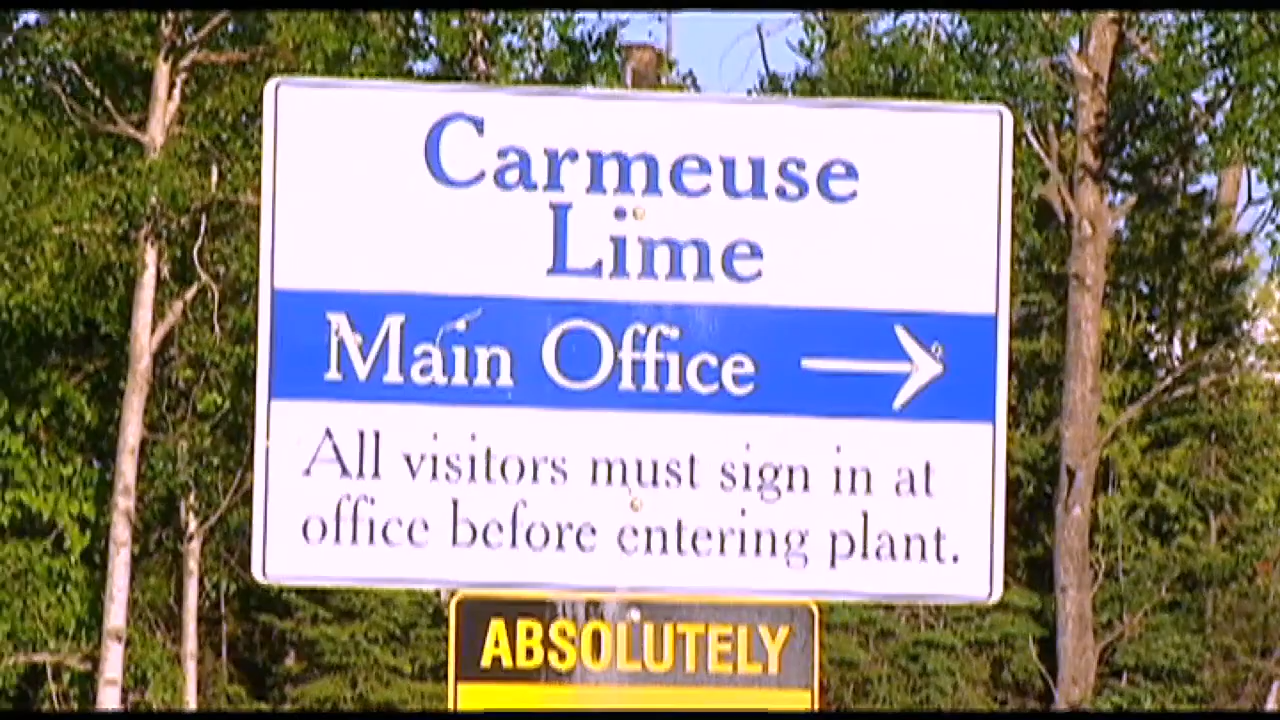 Carmeuse
Lime
Main Office
All visitors must sign in at
office before entering plant.
ABSOLUTELY